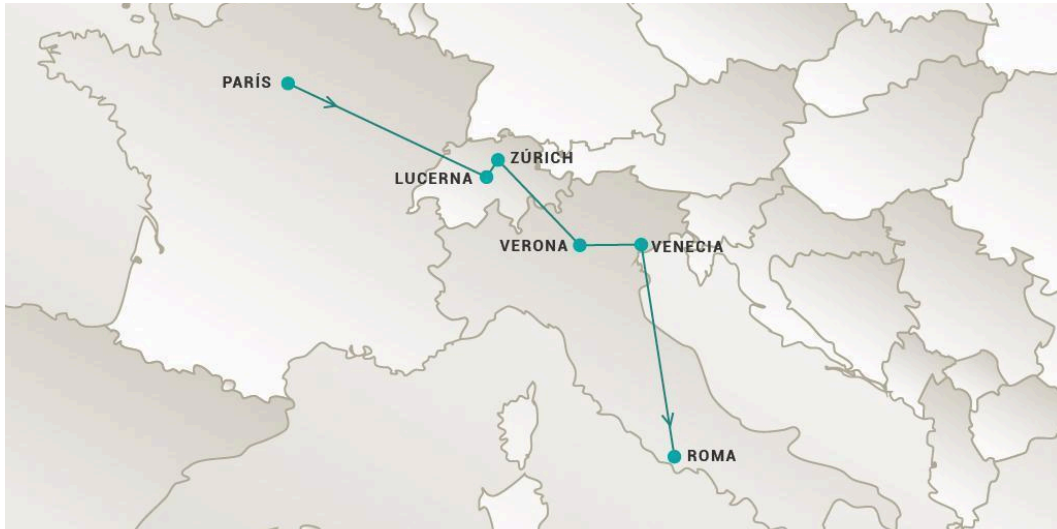 PARÍS
ZÚRICH
LUCERNA
VERONA
VENECIA
ROMA